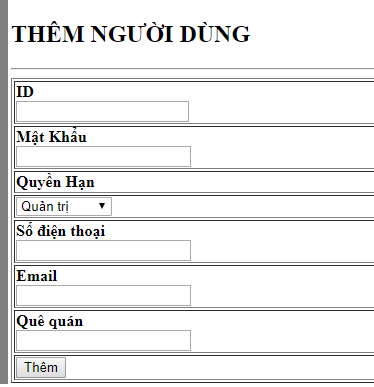 THÊM NGƯỜI DÙNG
ID
Mật Khẩu
Quyền Hạn
Quản trị
Số điện thoại
Email
Quê quán
Thêm